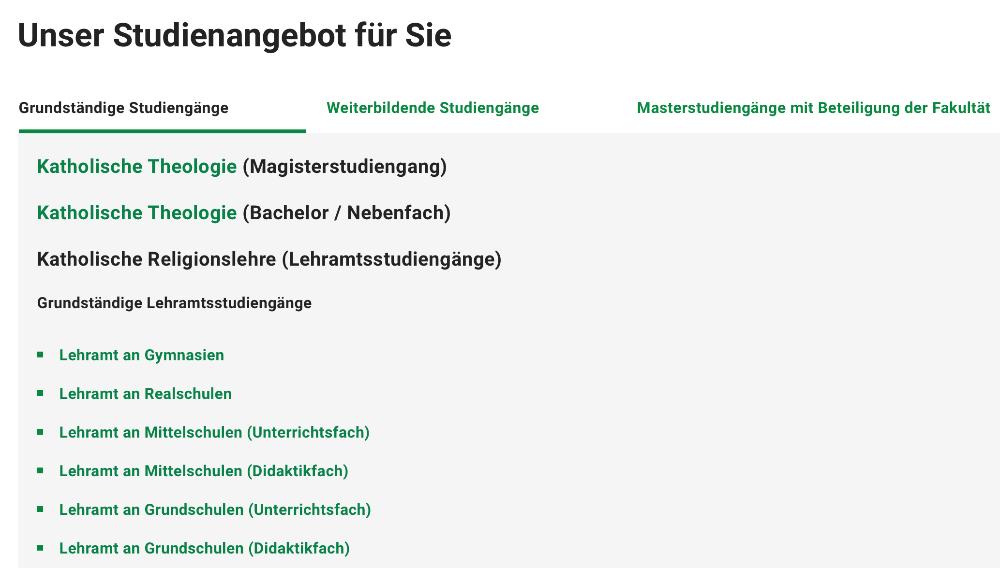 Unser Studienangebot für Sie
Grundständige Studiengänge
Weiterbildende Studiengänge
Masterstudiengänge mit Beteiligung der Fakultät
Katholische Theologie (Magisterstudiengang)
Katholische Theologie (Bachelor / Nebenfach)
Katholische Religionslehre (Lehramtsstudiengänge)
Grundständige Lehramtsstudiengänge
Lehramt an Gymnasien
Lehramt an Realschulen
Lehramt an Mittelschulen (Unterrichtsfach)
Lehramt an Mittelschulen (Didaktikfach)
Lehramt an Grundschulen (Unterrichtsfach)
Lehramt an Grundschulen (Didaktikfach)